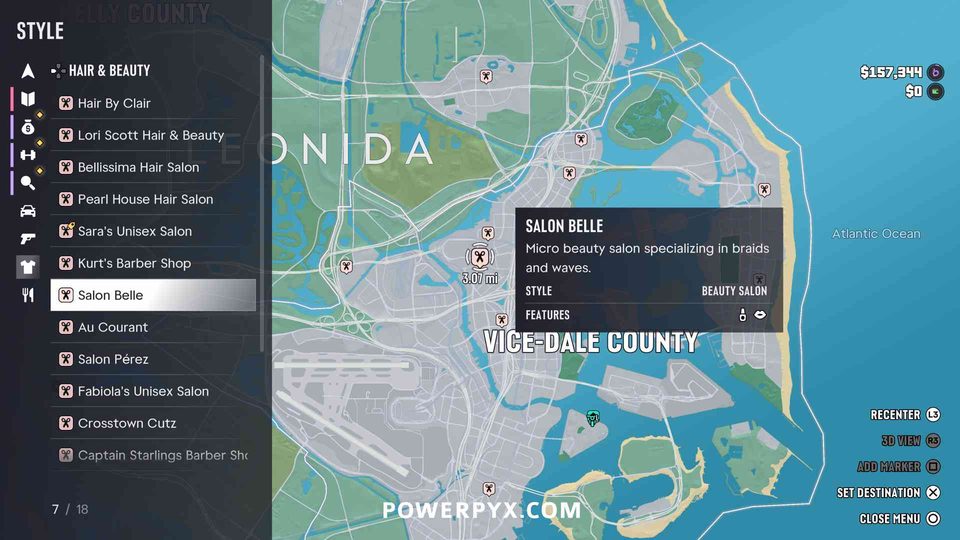 ELLY COUNTY
STYLE
HAIR & BEAUTY
Hair By Clair
Lori Scott Hair & Beauty
Bellissima Hair Salon
Pearl House Hair Salon
Sara's Unisex Salon
Kurt's Barber Shop
Salon Belle
Au Courant
Salon Pérez
Fabiola's Unisex Salon
Crosstown Cutz
Captain Starlings Barber Sho
7 / 18
LEONIDA
$157,344
$0
Atlantic Ocean
3.07 mi
SALON BELLE
Micro beauty salon specializing in braids
and waves.
STYLE BEAUTY SALON
FEATURES
VICE-DALE COUNTY
RECENTER L3
3D VIEW R3
ADD MARKER
SET DESTINATION
CLOSE MENU
POWERPYX.COM